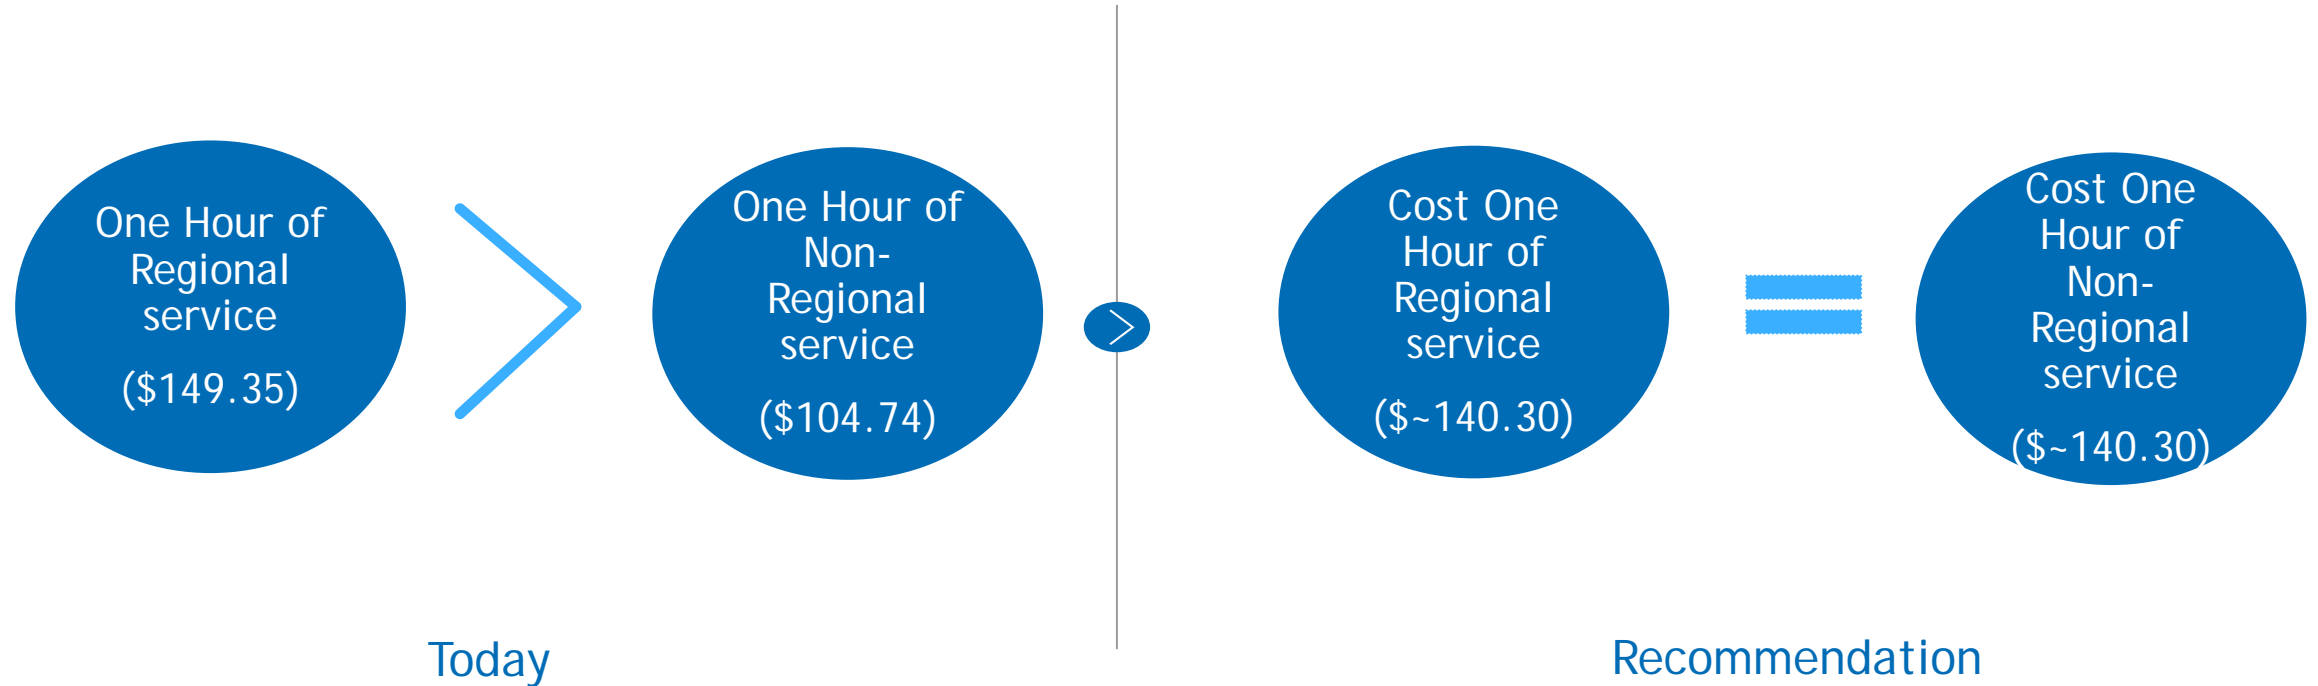 One Hour of
Regional
service
($149.35)
One Hour of
Non-
Regional
service
($104.74)
Today
Cost One
Hour of
Regional
service
($~140.30)
Cost One
Hour of
Non-
Regional
service
($~140.30)
Recommendation